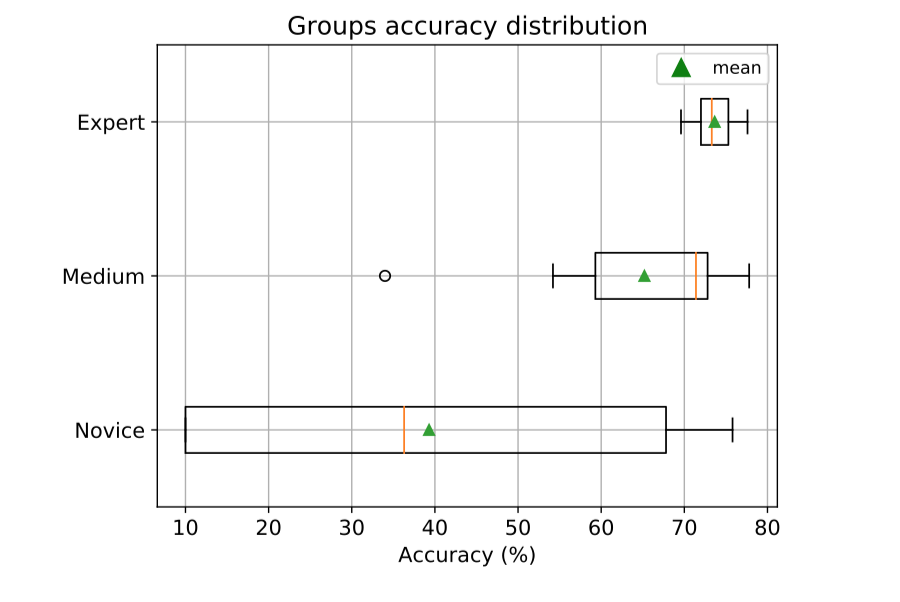 Groups accuracy distribution
mean
Expert
Medium
Novice
10 20 30 40 50 60 70 80
Accuracy (%)